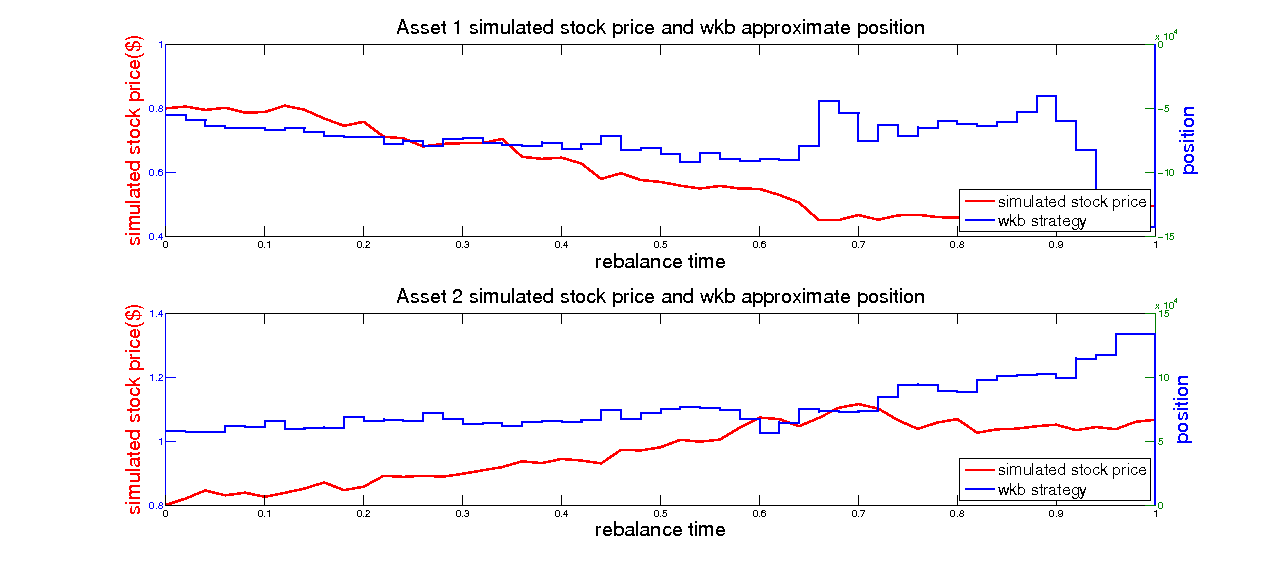 Asset 1 simulated stock price and wkb approximate position
x 10^4
1 0
0.8 -5
0.6 -10
0.4 -15
simulated stock price($)
position
simulated stock price
wkb strategy
0 0.1 0.2 0.3 0.4 0.5 0.6 0.7 0.8 0.9 1
rebalance time
Asset 2 simulated stock price and wkb approximate position
x 10^4
1.4 15
1.2 10
1 5
0.8 0
simulated stock price($)
position
simulated stock price
wkb strategy
0 0.1 0.2 0.3 0.4 0.5 0.6 0.7 0.8 0.9 1
rebalance time